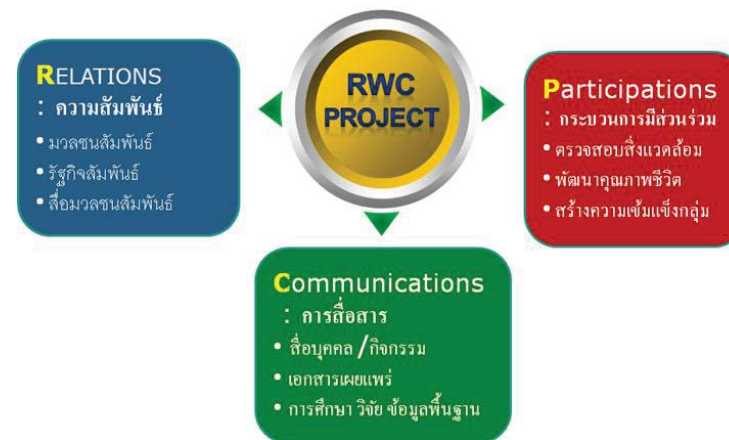 RELATIONS
: ความสัมพันธ์
• มวลชนสัมพันธ์
• รัฐกิจสัมพันธ์
• สื่อมวลชนสัมพันธ์
RWC
PROJECT
Participations
: กระบวนการมีส่วนร่วม
• ตรวจสอบสิ่งแวดล้อม
• พัฒนาคุณภาพชีวิต
• สร้างความเข้มแข็งกลุ่ม
Communications
: การสื่อสาร
• สื่อบุคคล / กิจกรรม
• เอกสารเผยแพร่
• การศึกษา วิจัย ข้อมูลพื้นฐาน